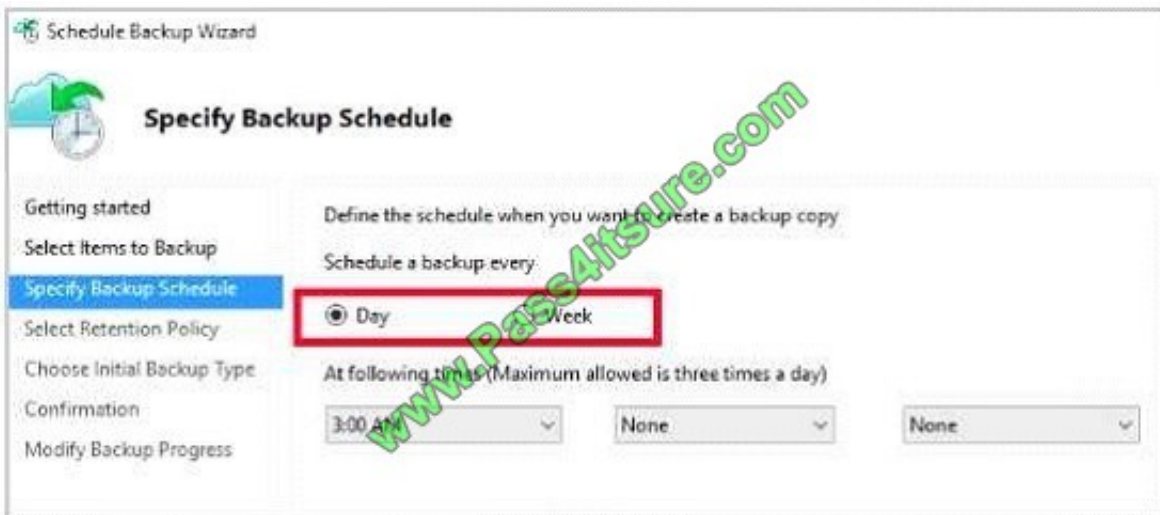 Schedule Backup Wizard
Specify Backup Schedule
Getting started
Select Items to Backup
Specify Backup Schedule
Select Retention Policy
Choose Initial Backup Type
Confirmation
Modify Backup Progress
Define the schedule when you want to create a backup copy
Schedule a backup every
Day Week
At following times (Maximum allowed is three times a day)
3:00 AM None None
www.Pass4itsure.com